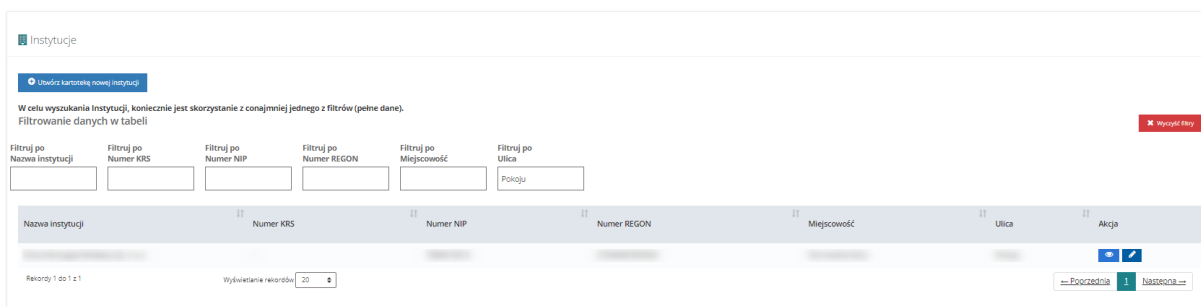 Instytucje
Utwórz kartotekę nowej instytucji
W celu wyszukania Instytucji, koniecznie jest skorzystanie z conajmniej jednego z filtrów (pełne dane).
Filtrowanie danych w tabeli
Wyczyść filtry
Filtruj po Filtruj po Filtruj po Filtruj po Filtruj po Filtruj po
Nazwa instytucji Numer KRS Numer NIP Numer REGON Miejscowość Ulica
Pokoju
Nazwa instytucji Numer KRS Numer NIP Numer REGON Miejscowość Ulica Akcja
Rekordy 1 do 1 z 1 Wyświetlanie rekordów 20 ← Poprzednia 1 Następna →